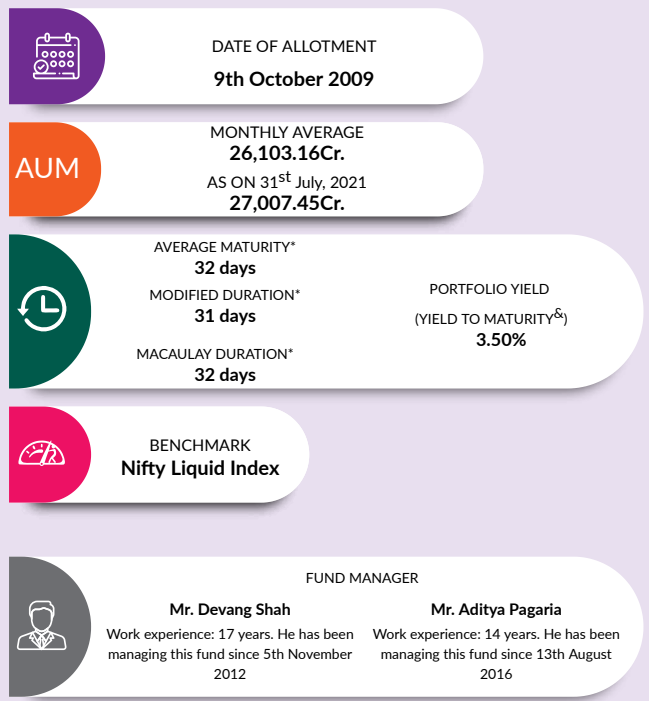 DATE OF ALLOTMENT
9th October 2009
AUM
MONTHLY AVERAGE
26,103.16Cr.
AS ON 31st July, 2021
27,007.45Cr.
AVERAGE MATURITY*
32 days
MODIFIED DURATION*
31 days
MACAULAY DURATION*
32 days
PORTFOLIO YIELD
(YIELD TO MATURITY&)
3.50%
BENCHMARK
Nifty Liquid Index
FUND MANAGER
Mr. Devang Shah
Work experience: 17 years. He has been
managing this fund since 5th November
2012
Mr. Aditya Pagaria
Work experience: 14 years. He has been
managing this fund since 13th August
2016